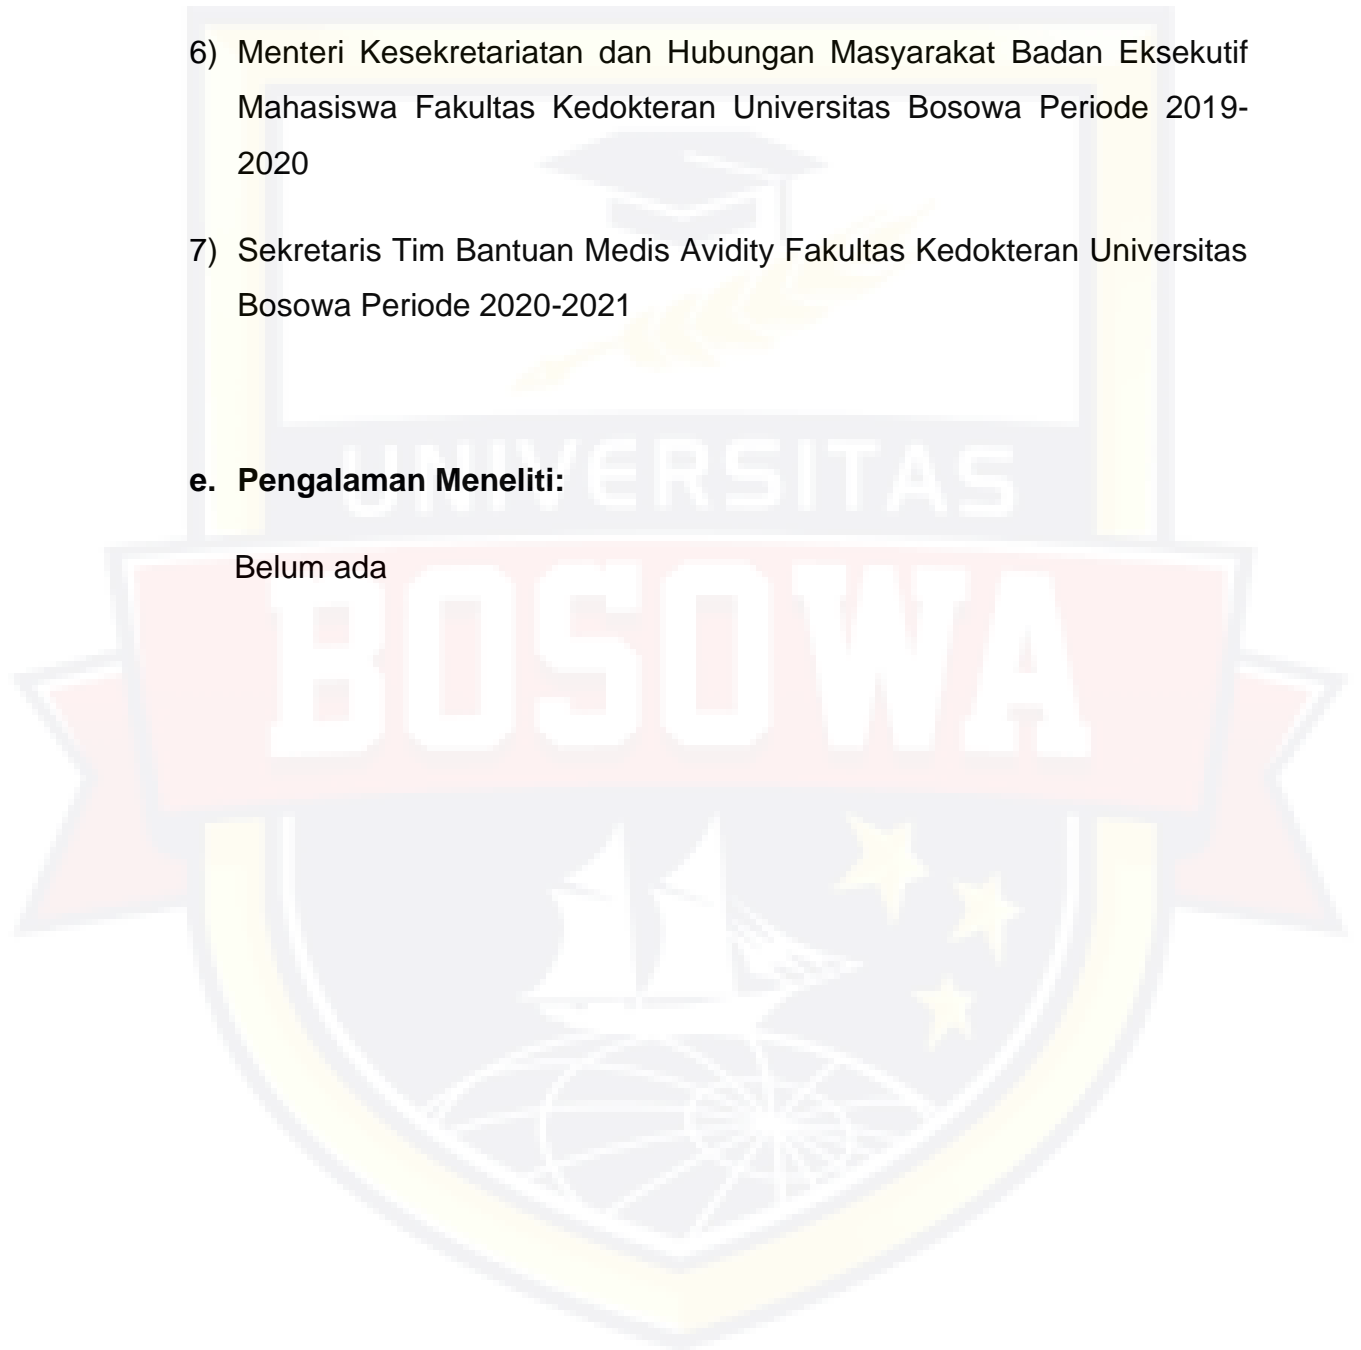 6) Menteri Kesekretariatan dan Hubungan Masyarakat Badan Eksekutif
Mahasiswa Fakultas Kedokteran Universitas Bosowa Periode 2019-
2020
7) Sekretaris Tim Bantuan Medis Avidity Fakultas Kedokteran Universitas
Bosowa Periode 2020-2021
UNIVERSITAS
e. Pengalaman Meneliti:
Belum ada
BOSOWA